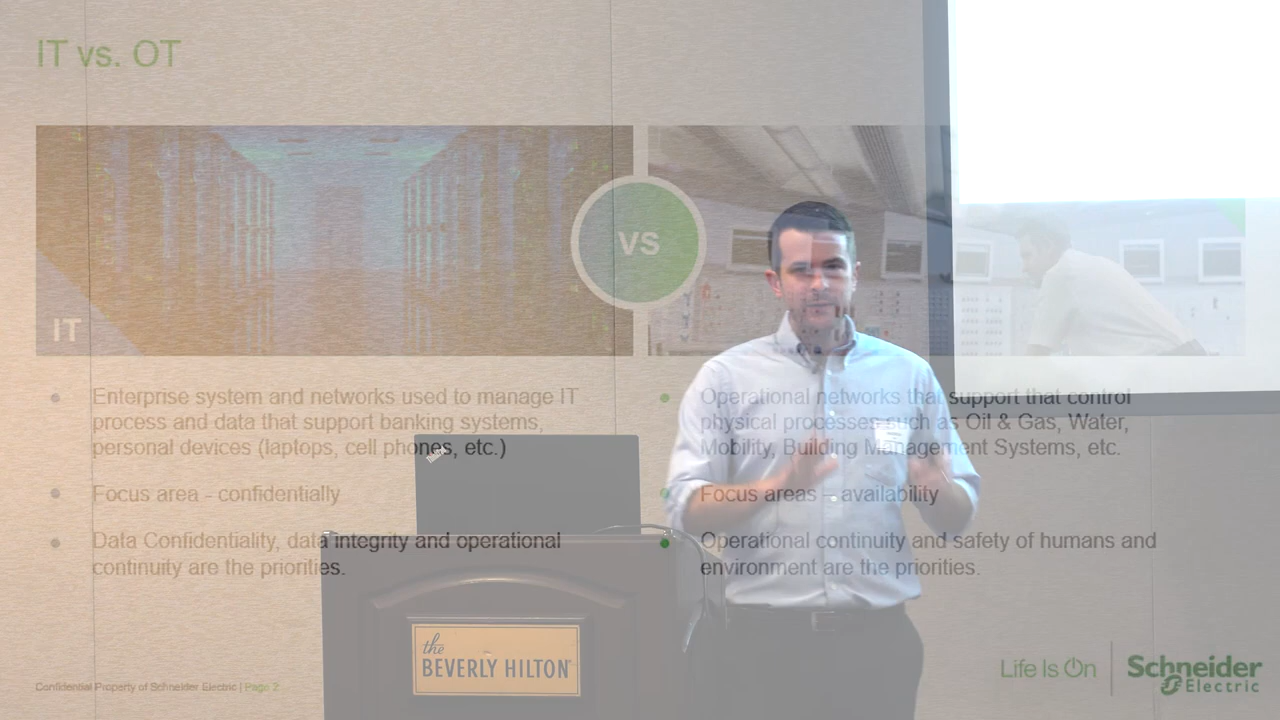 IT vs. OT
VS
IT
Enterprise system and networks used to manage IT
process and data that support banking systems,
personal devices (laptops, cell phones, etc.)
Focus area - confidentially
Data Confidentiality, data integrity and operational
continuity are the priorities.
Operational networks that support that control
physical processes such as Oil & Gas, Water,
Mobility, Building Management Systems, etc.
Focus areas – availability
Operational continuity and safety of humans and
environment are the priorities.
the
BEVERLY HILTON
Confidential Property of Schneider Electric | Page 2
Life Is On
Schneider
Electric